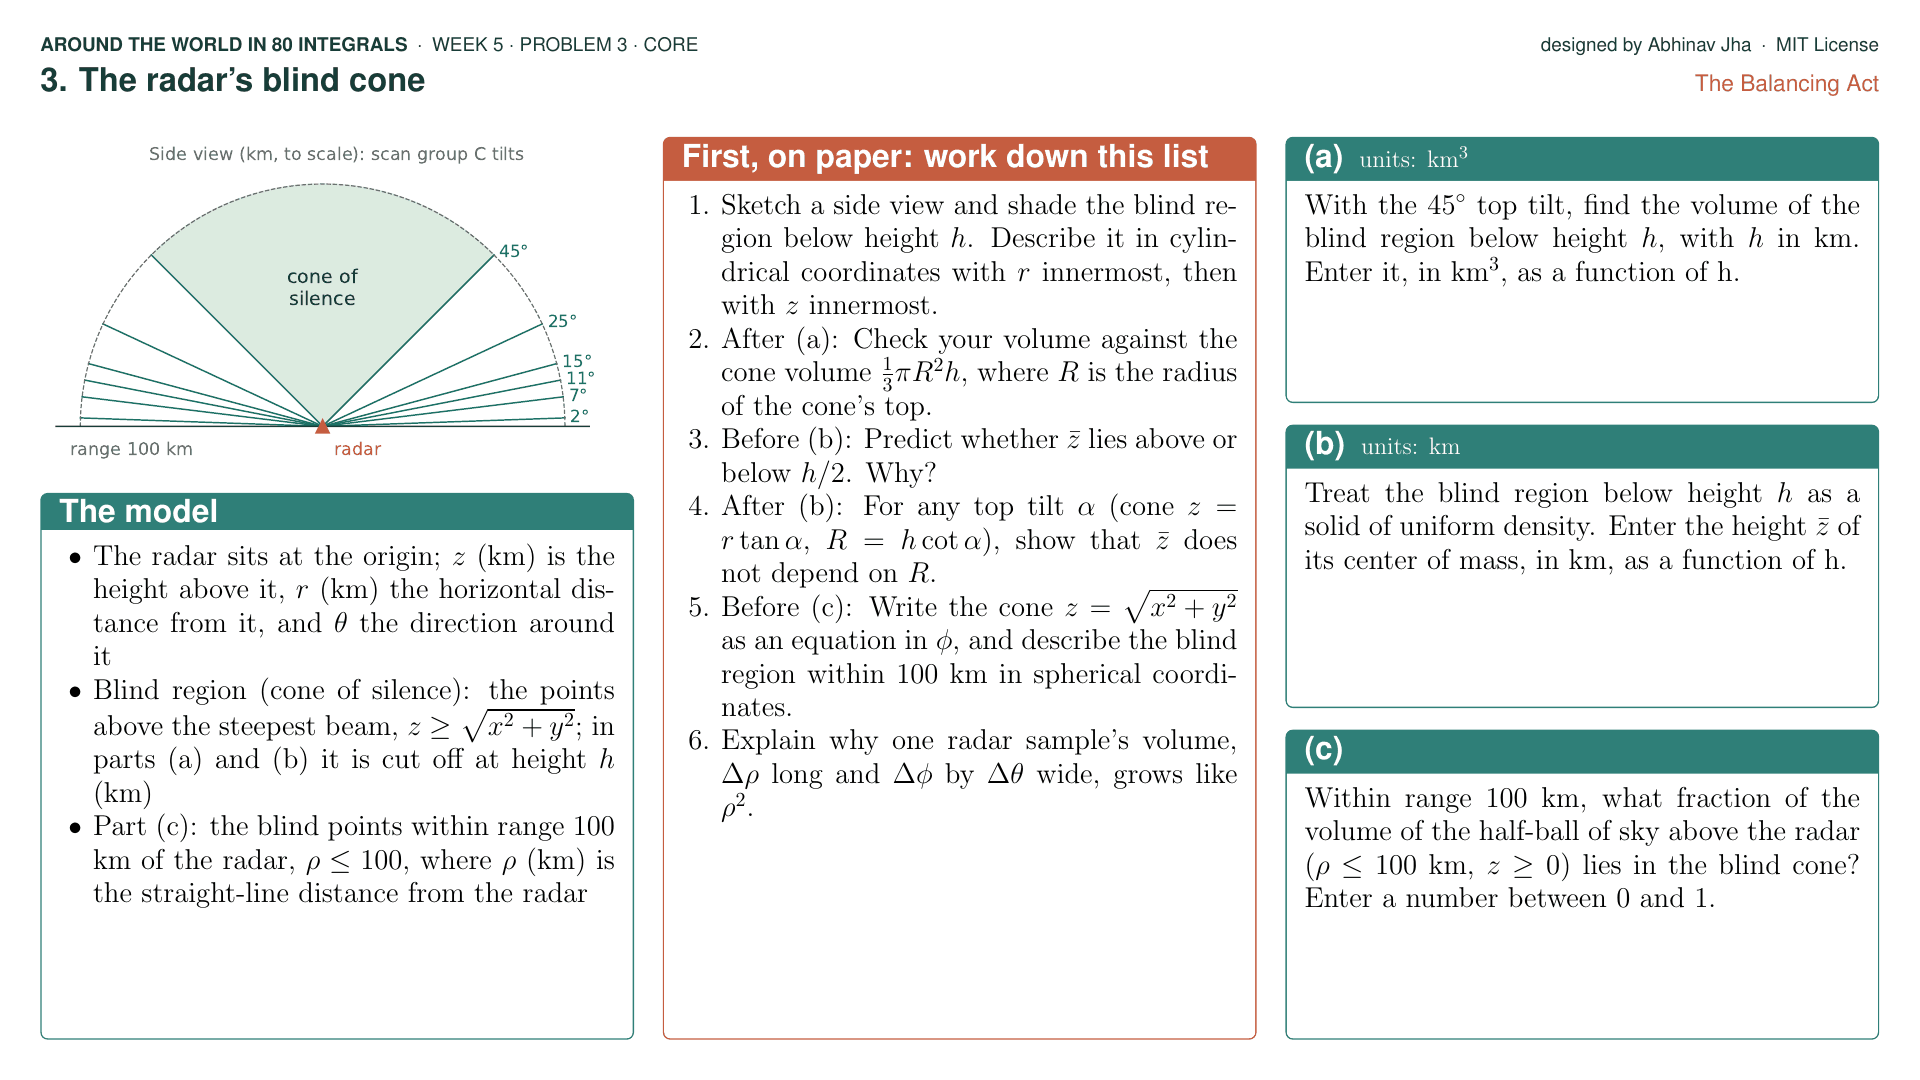 AROUND THE WORLD IN 80 INTEGRALS · WEEK 5 · PROBLEM 3 · CORE
designed by Abhinav Jha · MIT License
3. The radar's blind cone
The Balancing Act
Side view (km, to scale): scan group C tilts
cone of
silence
45°
25°
15°
11°
7°
2°
range 100 km
radar
The model
• The radar sits at the origin; z (km) is the
height above it, r (km) the horizontal dis-
tance from it, and θ the direction around
it
• Blind region (cone of silence): the points
above the steepest beam, z ≥ √(x² + y²); in
parts (a) and (b) it is cut off at height h
(km)
• Part (c): the blind points within range 100
km of the radar, ρ ≤ 100, where ρ (km) is
the straight-line distance from the radar
First, on paper: work down this list
1. Sketch a side view and shade the blind re-
gion below height h. Describe it in cylin-
drical coordinates with r innermost, then
with z innermost.
2. After (a): Check your volume against the
cone volume ⅓πR²h, where R is the radius
of the cone's top.
3. Before (b): Predict whether z̄ lies above or
below h/2. Why?
4. After (b): For any top tilt α (cone z =
r tan α, R = h cot α), show that z̄ does
not depend on R.
5. Before (c): Write the cone z = √(x² + y²)
as an equation in ϕ, and describe the blind
region within 100 km in spherical coordi-
nates.
6. Explain why one radar sample's volume,
Δρ long and Δϕ by Δθ wide, grows like
ρ².
(a) units: km³
With the 45° top tilt, find the volume of the
blind region below height h, with h in km.
Enter it, in km³, as a function of h.
(b) units: km
Treat the blind region below height h as a
solid of uniform density. Enter the height z̄ of
its center of mass, in km, as a function of h.
(c)
Within range 100 km, what fraction of the
volume of the half-ball of sky above the radar
(ρ ≤ 100 km, z ≥ 0) lies in the blind cone?
Enter a number between 0 and 1.